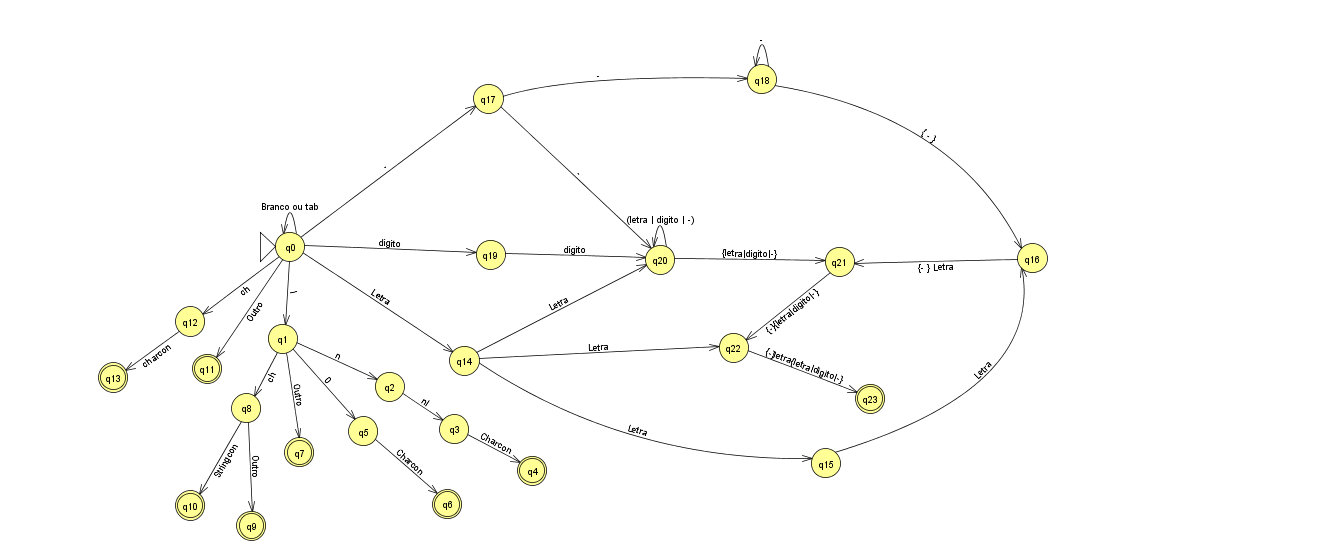 -
q18
-
q17
{ - }
-
-
Branco ou tab
(letra | digito | -)
q0
digito
q19
digito
q20
{letra|digito|-}
q21
{- } Letra
q16
ch
Outro
/
Letra
Letra
{-}{letra|digito|-}
q12
q1
charcon
n
q14
Letra
q22
{-}letra{letra|digito|-}
q13
q11
ch
Outro
0
q2
nl
Letra
q23
q8
q5
q3
Letra
Charcon
q7
Stringcon
Outro
Charcon
q4
q15
q10
q6
q9